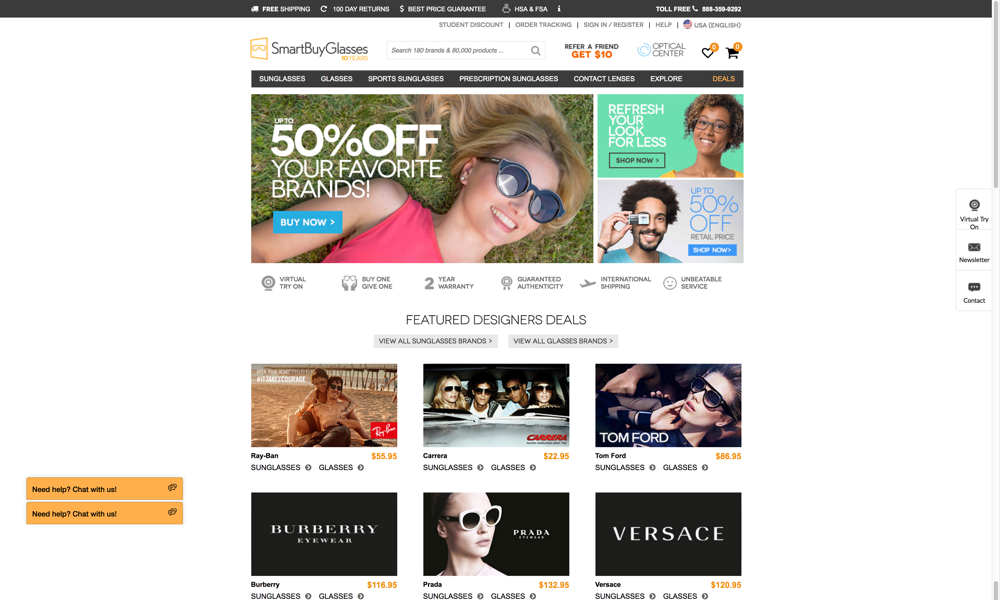 FREE SHIPPING
100 DAY RETURNS
$ BEST PRICE GUARANTEE
HSA & FSA
TOLL FREE 888-359-9292
STUDENT DISCOUNT | ORDER TRACKING | SIGN IN / REGISTER | HELP | USA (ENGLISH)
SmartBuyGlasses
10 YEARS
Search 180 brands & 80,000 products ...
REFER A FRIEND
GET $10
OPTICAL
CENTER
0
0
SUNGLASSES GLASSES SPORTS SUNGLASSES PRESCRIPTION SUNGLASSES CONTACT LENSES EXPLORE DEALS
UP TO
50%OFF
YOUR FAVORITE
BRANDS!
BUY NOW >
REFRESH
YOUR
LOOK
FOR LESS
SHOP NOW >
UP TO
50%
OFF
RETAIL PRICE
SHOP NOW>
Virtual Try
On
Newsletter
Contact
VIRTUAL
TRY ON
BUY ONE
GIVE ONE
2 YEAR
WARRANTY
GUARANTEED
AUTHENTICITY
INTERNATIONAL
SHIPPING
UNBEATABLE
SERVICE
FEATURED DESIGNERS DEALS
VIEW ALL SUNGLASSES BRANDS >
VIEW ALL GLASSES BRANDS >
#ITTAKESCOURAGE
Ray-Ban
CARRERA
TOM FORD
Ray-Ban $55.95
SUNGLASSES GLASSES
Carrera $22.95
SUNGLASSES GLASSES
Tom Ford $86.95
SUNGLASSES GLASSES
BURBERRY
EYEWEAR
PRADA
EYEWEAR
VERSACE
Burberry $116.95
SUNGLASSES GLASSES
Prada $132.95
SUNGLASSES GLASSES
Versace $120.95
SUNGLASSES GLASSES
Need help? Chat with us!
Need help? Chat with us!